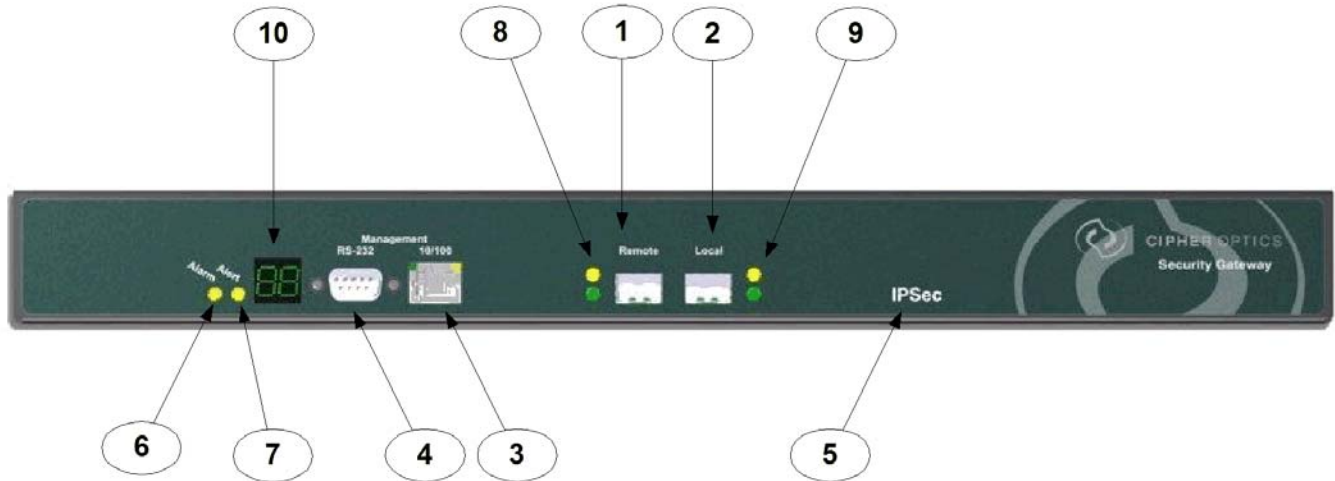 10
8
1
2
9
Management
RS-232
10/100
Remote
Local
Alarm
Alert
88
CIPHER OPTICS
Security Gateway
IPSec
6
7
4
3
5